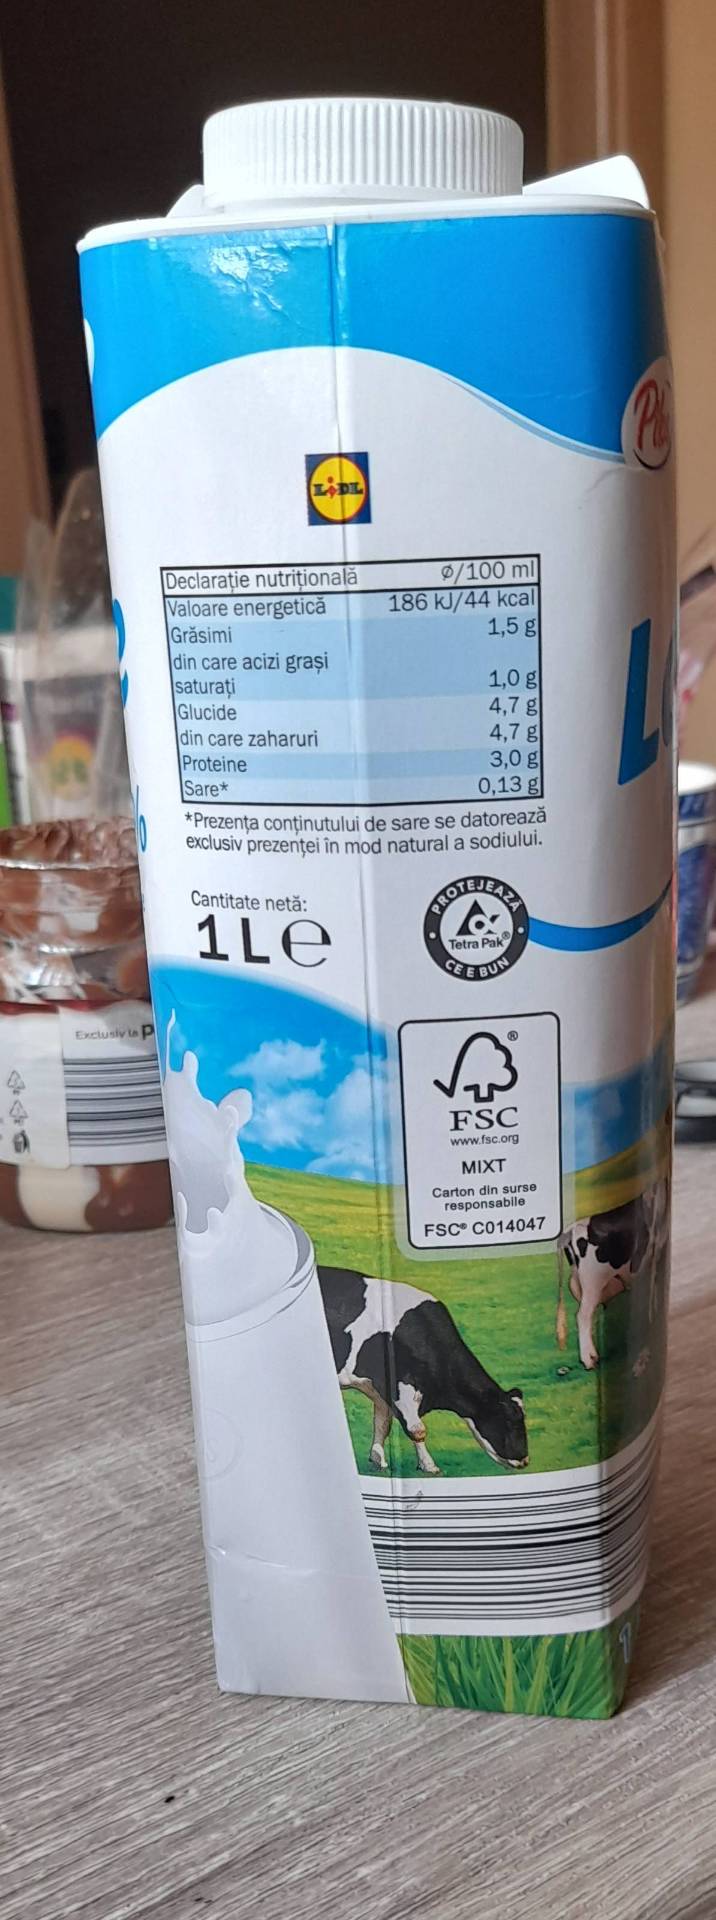 LIDL
Declarație nutrițională ø/100 ml
Valoare energetică 186 kJ/44 kcal
Grăsimi 1,5 g
din care acizi grași
saturați 1,0 g
Glucide 4,7 g
din care zaharuri 4,7 g
Proteine 3,0 g
Sare* 0,13 g
*Prezența conținutului de sare se datorează
exclusiv prezenței în mod natural a sodiului.
Cantitate netă:
1L℮
PROTEJEAZĂ
Tetra Pak®
CE E BUN
FSC®
www.fsc.org
MIXT
Carton din surse
responsabile
FSC® C014047
Exclusiv la
%